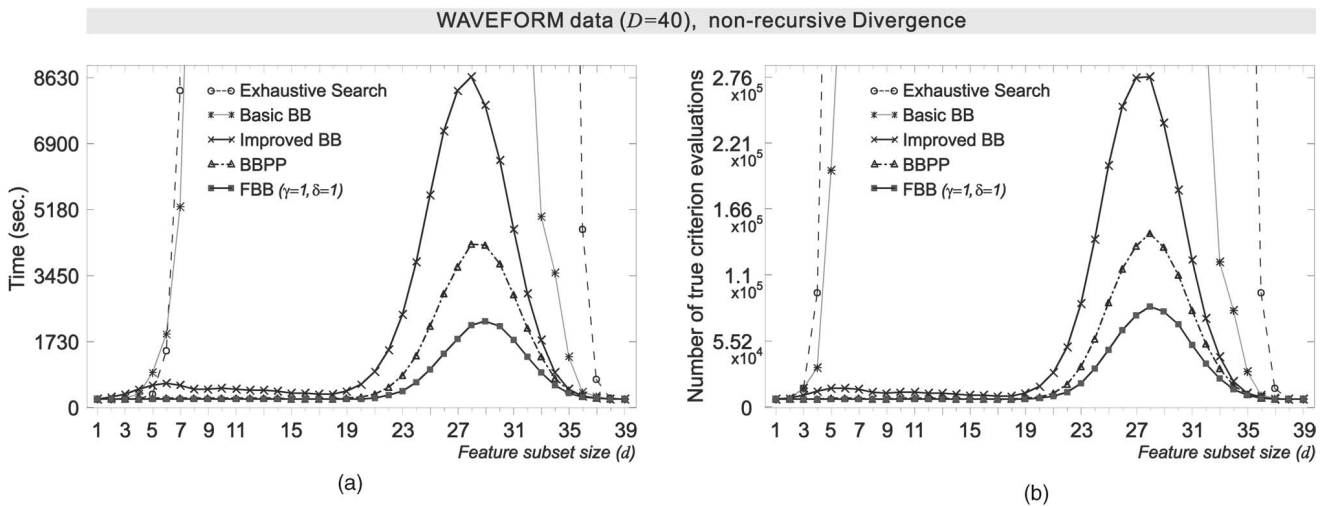 WAVEFORM data (D=40), non-recursive Divergence
8630
6900
5180
3450
1730
0
Time (sec.)
Exhaustive Search
Basic BB
Improved BB
BBPP
FBB (γ=1,δ=1)
1 3 5 7 9 11 15 19 23 27 31 35 39
Feature subset size (d)
(a)
2.76
x10⁵
2.21
x10⁵
1.66
x10⁵
1.1
x10⁵
5.52
x10⁴
0
Number of true criterion evaluations
Exhaustive Search
Basic BB
Improved BB
BBPP
FBB (γ=1,δ=1)
1 3 5 7 9 11 15 19 23 27 31 35 39
Feature subset size (d)
(b)